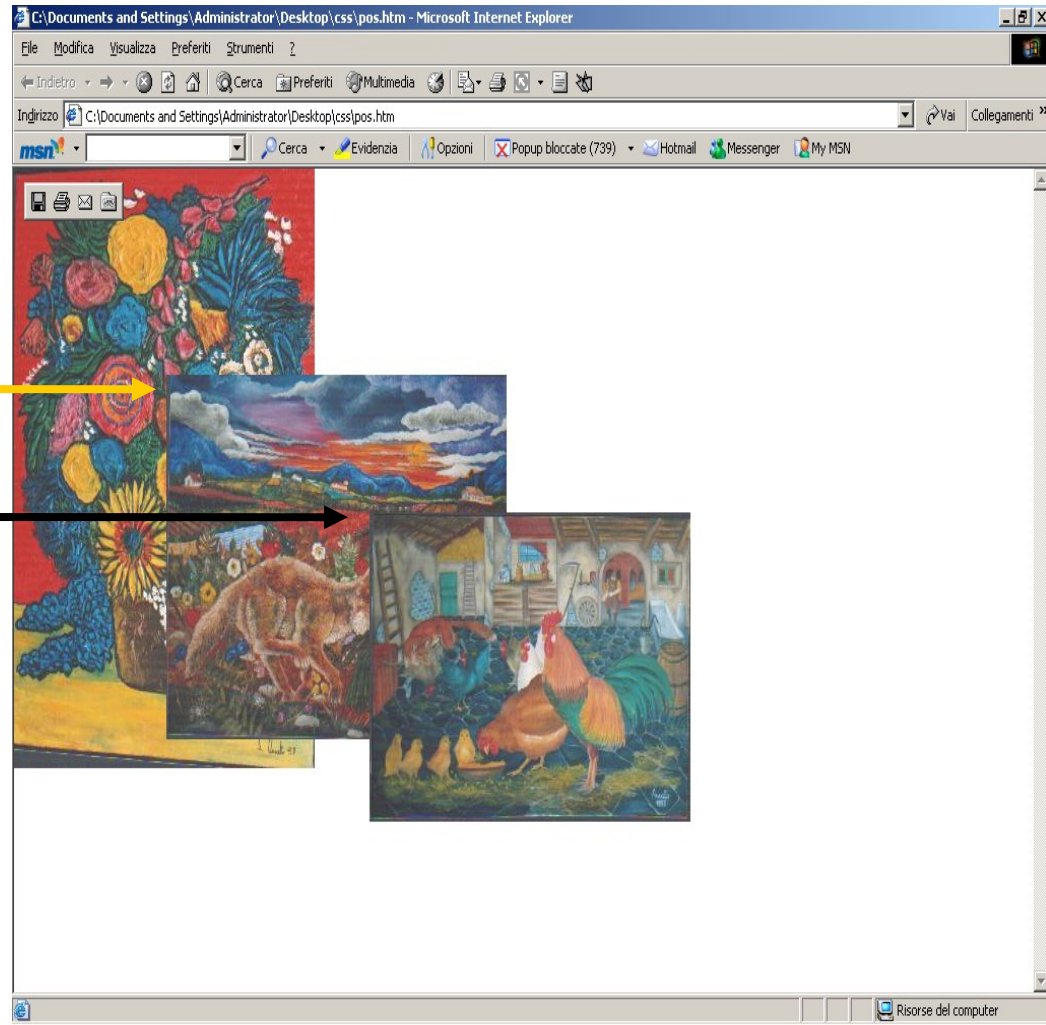 C:\Documents and Settings\Administrator\Desktop\css\pos.htm - Microsoft Internet Explorer
File Modifica Visualizza Preferiti Strumenti ?
Indietro Cerca Preferiti Multimedia
Indirizzo C:\Documents and Settings\Administrator\Desktop\css\pos.htm Vai Collegamenti »
msn Cerca Evidenzia Opzioni Popup bloccate (739) Hotmail Messenger My MSN
Risorse del computer